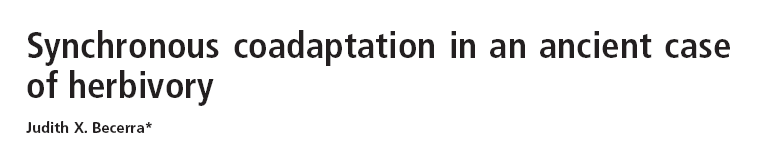 Synchronous coadaptation in an ancient case
of herbivory
Judith X. Becerra*